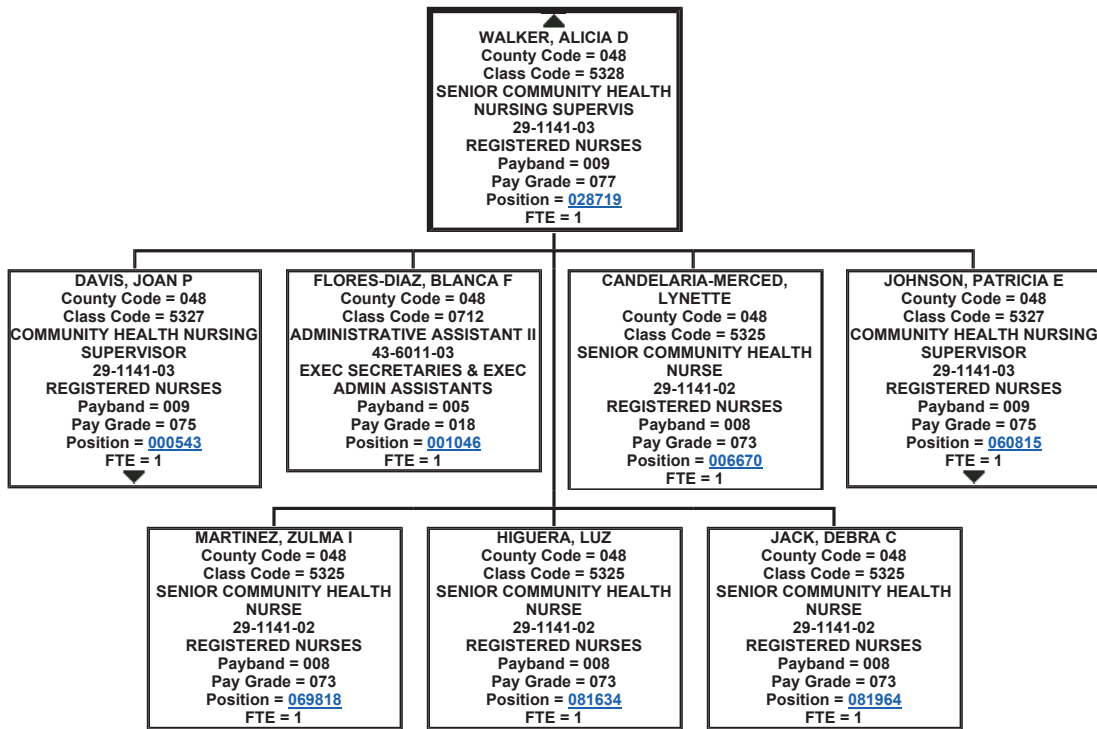 WALKER, ALICIA D
County Code = 048
Class Code = 5328
SENIOR COMMUNITY HEALTH
NURSING SUPERVIS
29-1141-03
REGISTERED NURSES
Payband = 009
Pay Grade = 077
Position = 028719
FTE = 1
DAVIS, JOAN P
County Code = 048
Class Code = 5327
COMMUNITY HEALTH NURSING
SUPERVISOR
29-1141-03
REGISTERED NURSES
Payband = 009
Pay Grade = 075
Position = 000543
FTE = 1
FLORES-DIAZ, BLANCA F
County Code = 048
Class Code = 0712
ADMINISTRATIVE ASSISTANT II
43-6011-03
EXEC SECRETARIES & EXEC
ADMIN ASSISTANTS
Payband = 005
Pay Grade = 018
Position = 001046
FTE = 1
CANDELARIA-MERCED,
LYNETTE
County Code = 048
Class Code = 5325
SENIOR COMMUNITY HEALTH
NURSE
29-1141-02
REGISTERED NURSES
Payband = 008
Pay Grade = 073
Position = 006670
FTE = 1
JOHNSON, PATRICIA E
County Code = 048
Class Code = 5327
COMMUNITY HEALTH NURSING
SUPERVISOR
29-1141-03
REGISTERED NURSES
Payband = 009
Pay Grade = 075
Position = 060815
FTE = 1
MARTINEZ, ZULMA I
County Code = 048
Class Code = 5325
SENIOR COMMUNITY HEALTH
NURSE
29-1141-02
REGISTERED NURSES
Payband = 008
Pay Grade = 073
Position = 069818
FTE = 1
HIGUERA, LUZ
County Code = 048
Class Code = 5325
SENIOR COMMUNITY HEALTH
NURSE
29-1141-02
REGISTERED NURSES
Payband = 008
Pay Grade = 073
Position = 081634
FTE = 1
JACK, DEBRA C
County Code = 048
Class Code = 5325
SENIOR COMMUNITY HEALTH
NURSE
29-1141-02
REGISTERED NURSES
Payband = 008
Pay Grade = 073
Position = 081964
FTE = 1